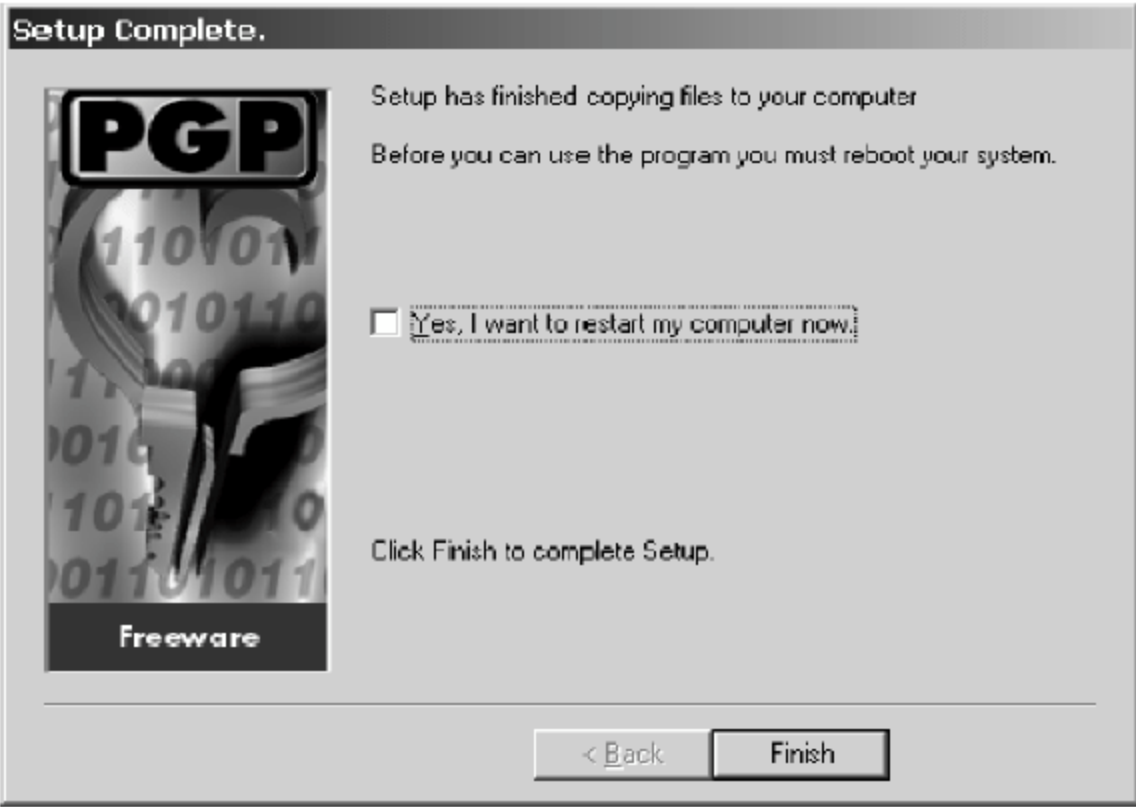 Setup Complete.
PGP
Setup has finished copying files to your computer
Before you can use the program you must reboot your system.
Yes, I want to restart my computer now.
Click Finish to complete Setup.
Freeware
< Back
Finish